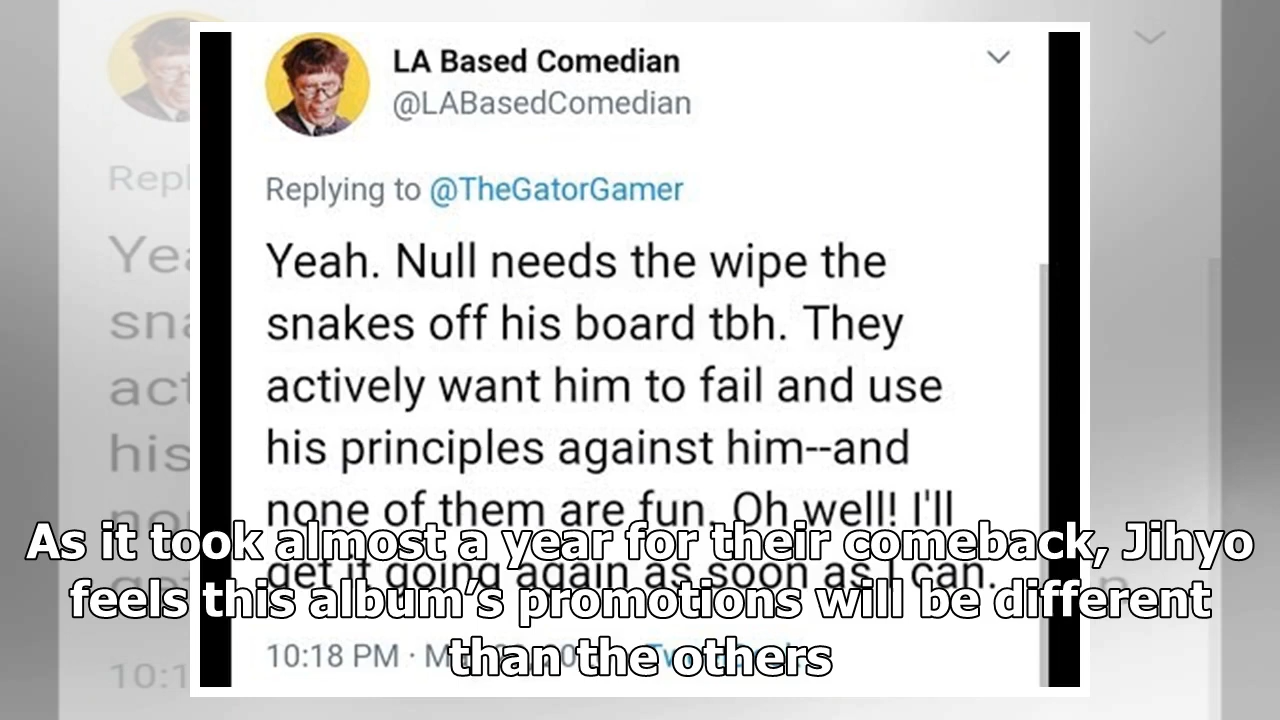 LA Based Comedian
@LABasedComedian
Replying to @TheGatorGamer
Yeah. Null needs the wipe the
snakes off his board tbh. They
actively want him to fail and use
his principles against him--and
none of them are fun. Oh well! I'll
get it going again as soon as I can.
10:18 PM ·
As it took almost a year for their comeback, Jihyo
feels this album’s promotions will be different
than the others